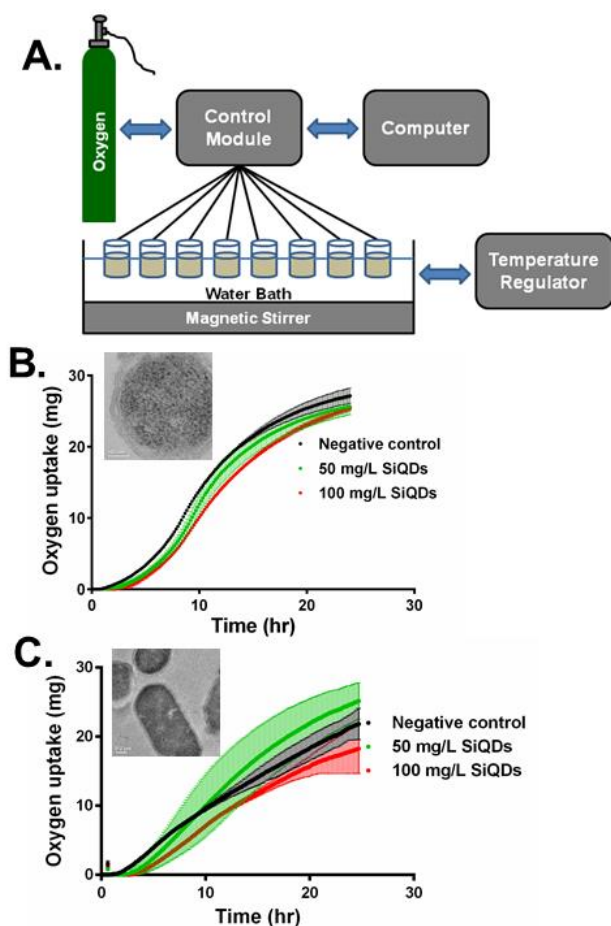 A.
Oxygen
Control
Module
Computer
Water Bath
Magnetic Stirrer
Temperature
Regulator
B.
Oxygen uptake (mg)
30
20
10
0
0
10
20
30
Time (hr)
Negative control
50 mg/L SiQDs
100 mg/L SiQDs
C.
Oxygen uptake (mg)
30
20
10
0
0
10
20
30
Time (hr)
Negative control
50 mg/L SiQDs
100 mg/L SiQDs